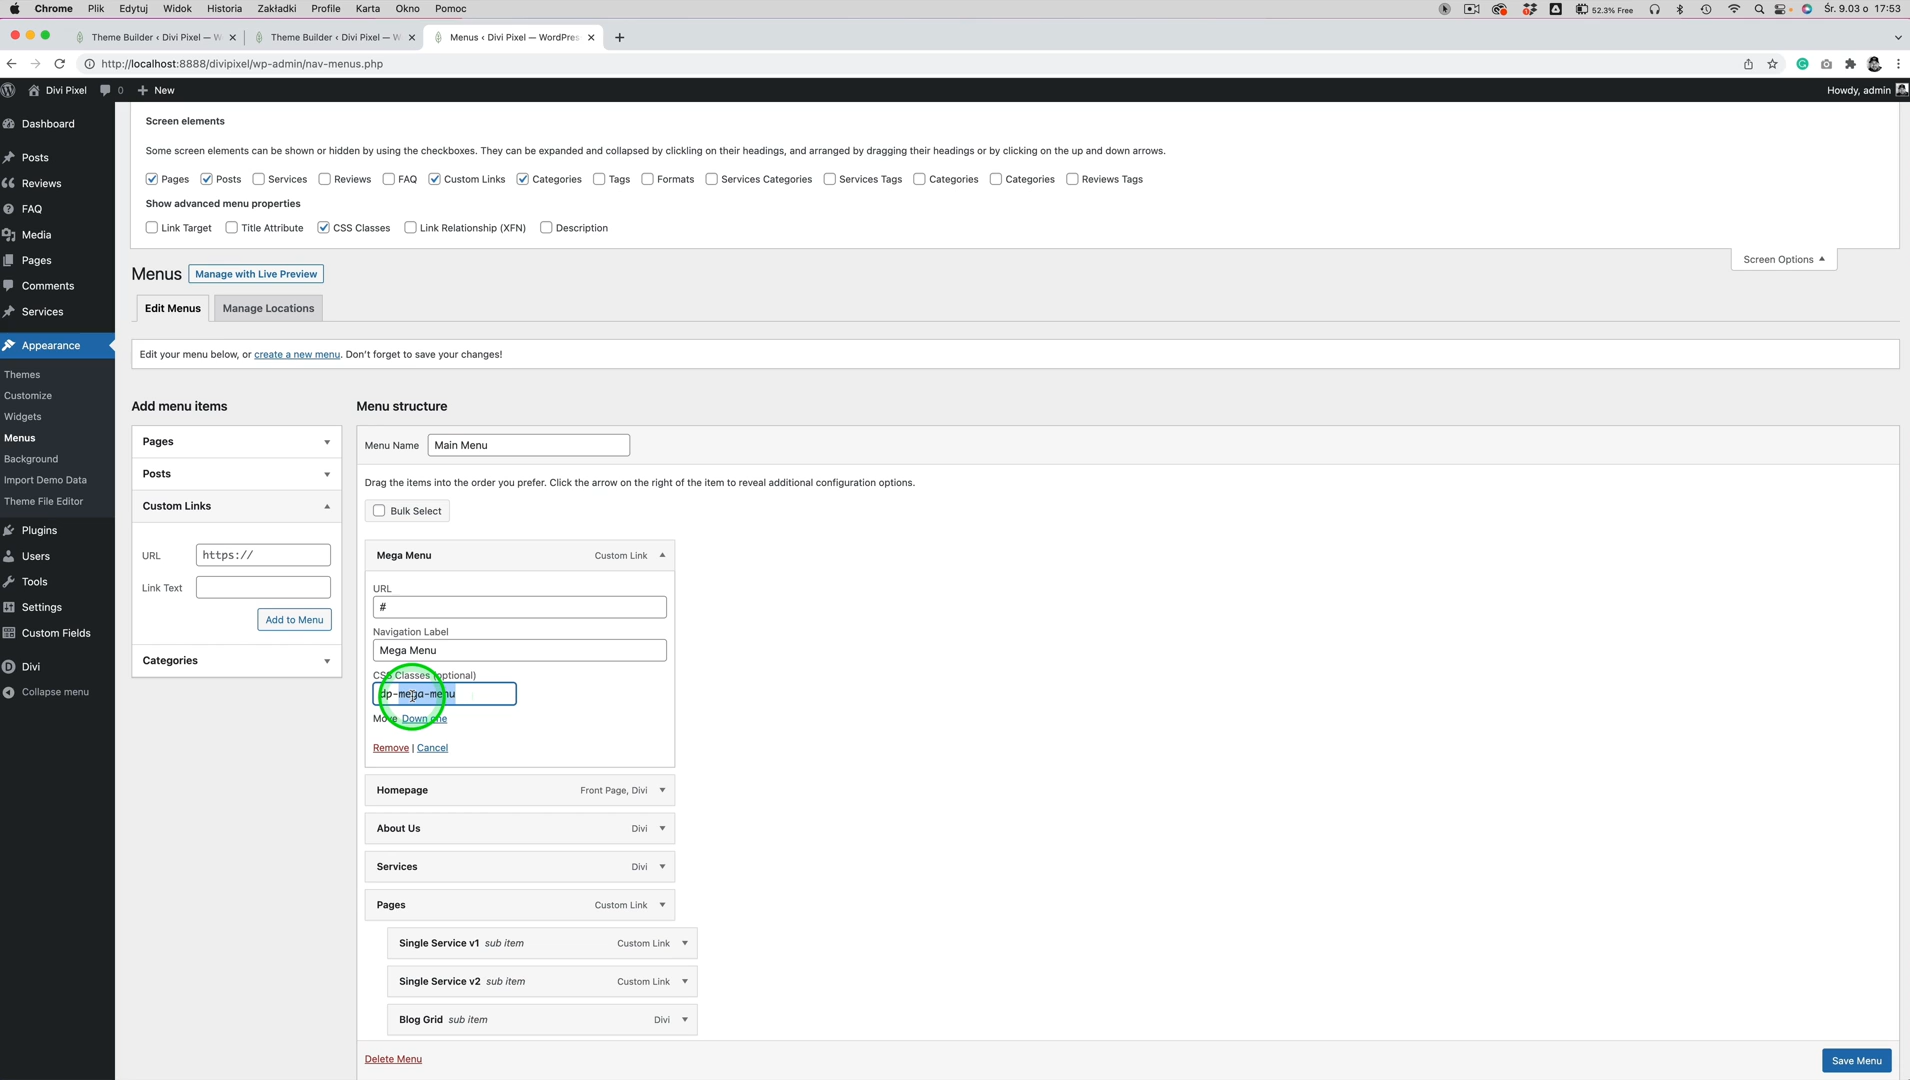 Chrome Plik Edytuj Widok Historia Zakładki Profile Karta Okno Pomoc 52.3% Free Śr. 9.03 o 17:53
Theme Builder ‹ Divi Pixel — W Theme Builder ‹ Divi Pixel — W Menus ‹ Divi Pixel — WordPres
http://localhost:8888/divipixel/wp-admin/nav-menus.php
Divi Pixel 0 New Howdy, admin
Screen elements
Some screen elements can be shown or hidden by using the checkboxes. They can be expanded and collapsed by clickling on their headings, and arranged by dragging their headings or by clicking on the up and down arrows.
Pages Posts Services Reviews FAQ Custom Links Categories Tags Formats Services Categories Services Tags Categories Categories Reviews Tags
Show advanced menu properties
Link Target Title Attribute CSS Classes Link Relationship (XFN) Description
Screen Options
Dashboard
Posts
Reviews
FAQ
Media
Pages
Comments
Services
Appearance
Themes
Customize
Widgets
Menus
Background
Import Demo Data
Theme File Editor
Plugins
Users
Tools
Settings
Custom Fields
Divi
Collapse menu
Menus Manage with Live Preview
Edit Menus Manage Locations
Edit your menu below, or create a new menu. Don't forget to save your changes!
Add menu items
Pages
Posts
Custom Links
URL https://
Link Text
Add to Menu
Categories
Menu structure
Menu Name Main Menu
Drag the items into the order you prefer. Click the arrow on the right of the item to reveal additional configuration options.
Bulk Select
Mega Menu Custom Link
URL
#
Navigation Label
Mega Menu
CSS Classes (optional)
dp-mega-menu
Move Down one
Remove | Cancel
Homepage Front Page, Divi
About Us Divi
Services Divi
Pages Custom Link
Single Service v1 sub item Custom Link
Single Service v2 sub item Custom Link
Blog Grid sub item Divi
Delete Menu Save Menu